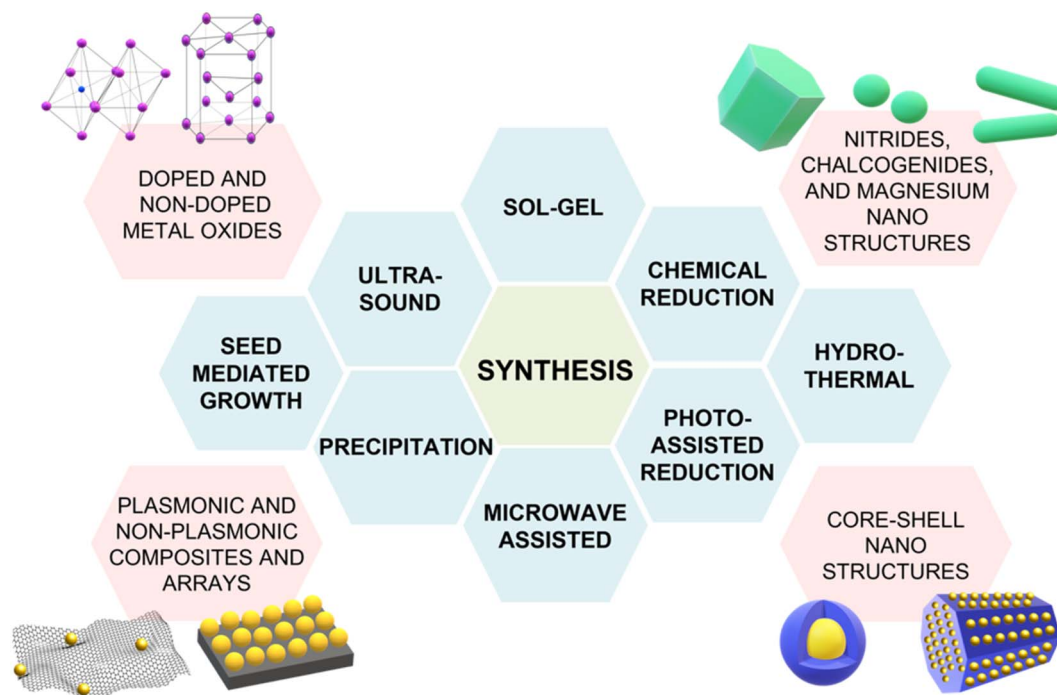 DOPED AND
NON-DOPED
METAL OXIDES
NITRIDES,
CHALCOGENIDES,
AND MAGNESIUM
NANO
STRUCTURES
SOL-GEL
ULTRA-
SOUND
CHEMICAL
REDUCTION
SEED
MEDIATED
GROWTH
SYNTHESIS
HYDRO-
THERMAL
PRECIPITATION
PHOTO-
ASSISTED
REDUCTION
MICROWAVE
ASSISTED
PLASMONIC AND
NON-PLASMONIC
COMPOSITES AND
ARRAYS
CORE-SHELL
NANO
STRUCTURES